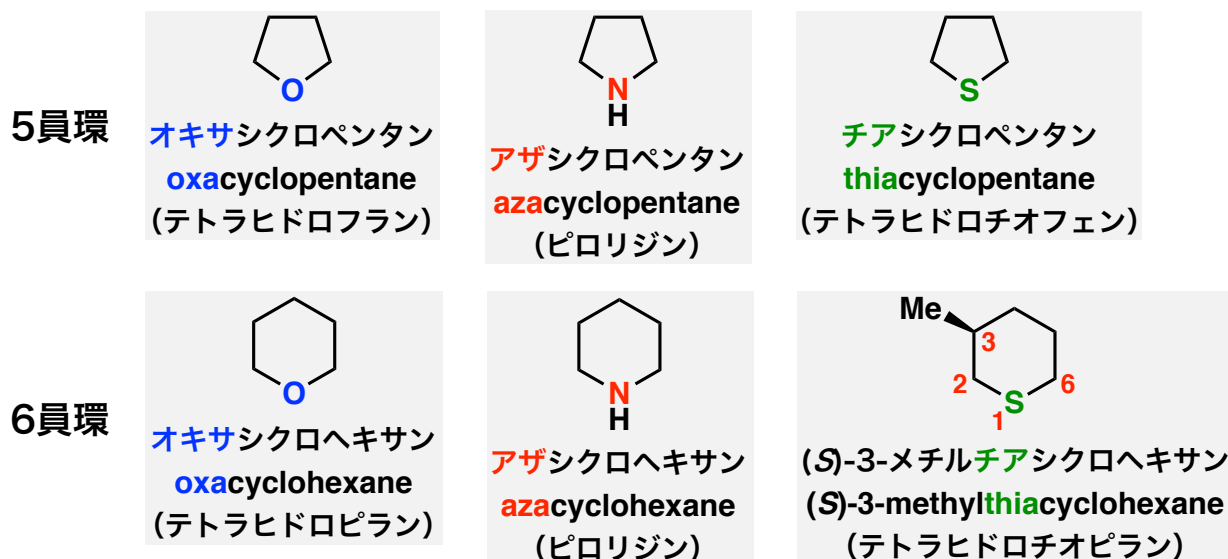 5員環
O
オキサシクロペンタン
oxacyclopentane
（テトラヒドロフラン）
N
H
アザシクロペンタン
azacyclopentane
（ピロリジン）
S
チアシクロペンタン
thiacyclopentane
（テトラヒドロチオフェン）
6員環
O
オキサシクロヘキサン
oxacyclohexane
（テトラヒドロピラン）
N
H
アザシクロヘキサン
azacyclohexane
（ピロリジン）
Me
3
2
6
S
1
(S)-3-メチルチアシクロヘキサン
(S)-3-methylthiacyclohexane
（テトラヒドロチオピラン）